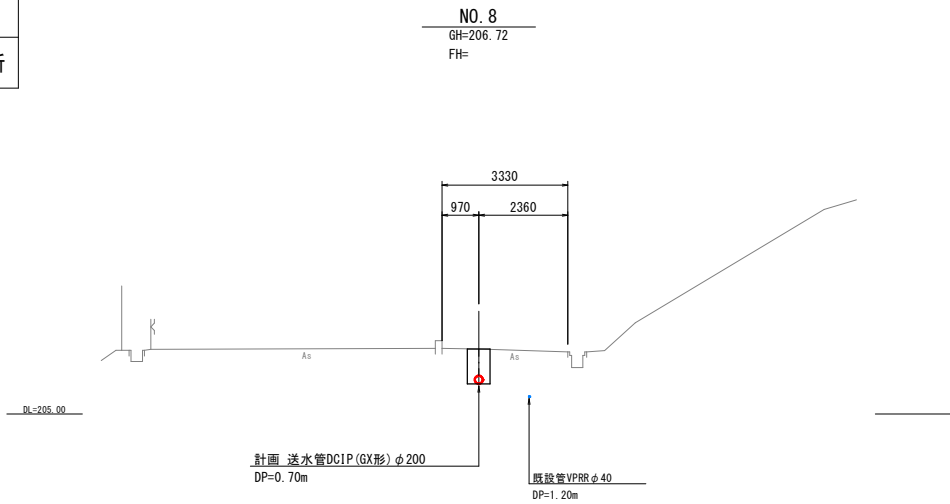 NO.8
GH=206.72
FH=
所
3330
970
2360
As
As
DL=205.00
計画 送水管DCIP(GX形)φ200
DP=0.70m
既設管VPRRφ40
DP=1.20m